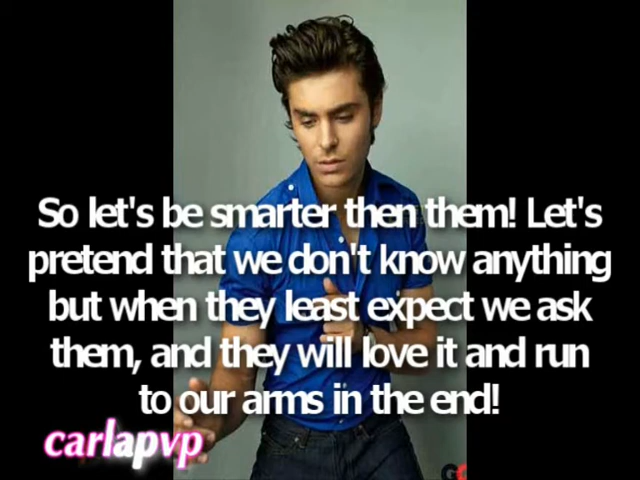 So let's be smarter then them! Let's
pretend that we don't know anything
but when they least expect we ask
them, and they will love it and run
to our arms in the end!
carlapvp